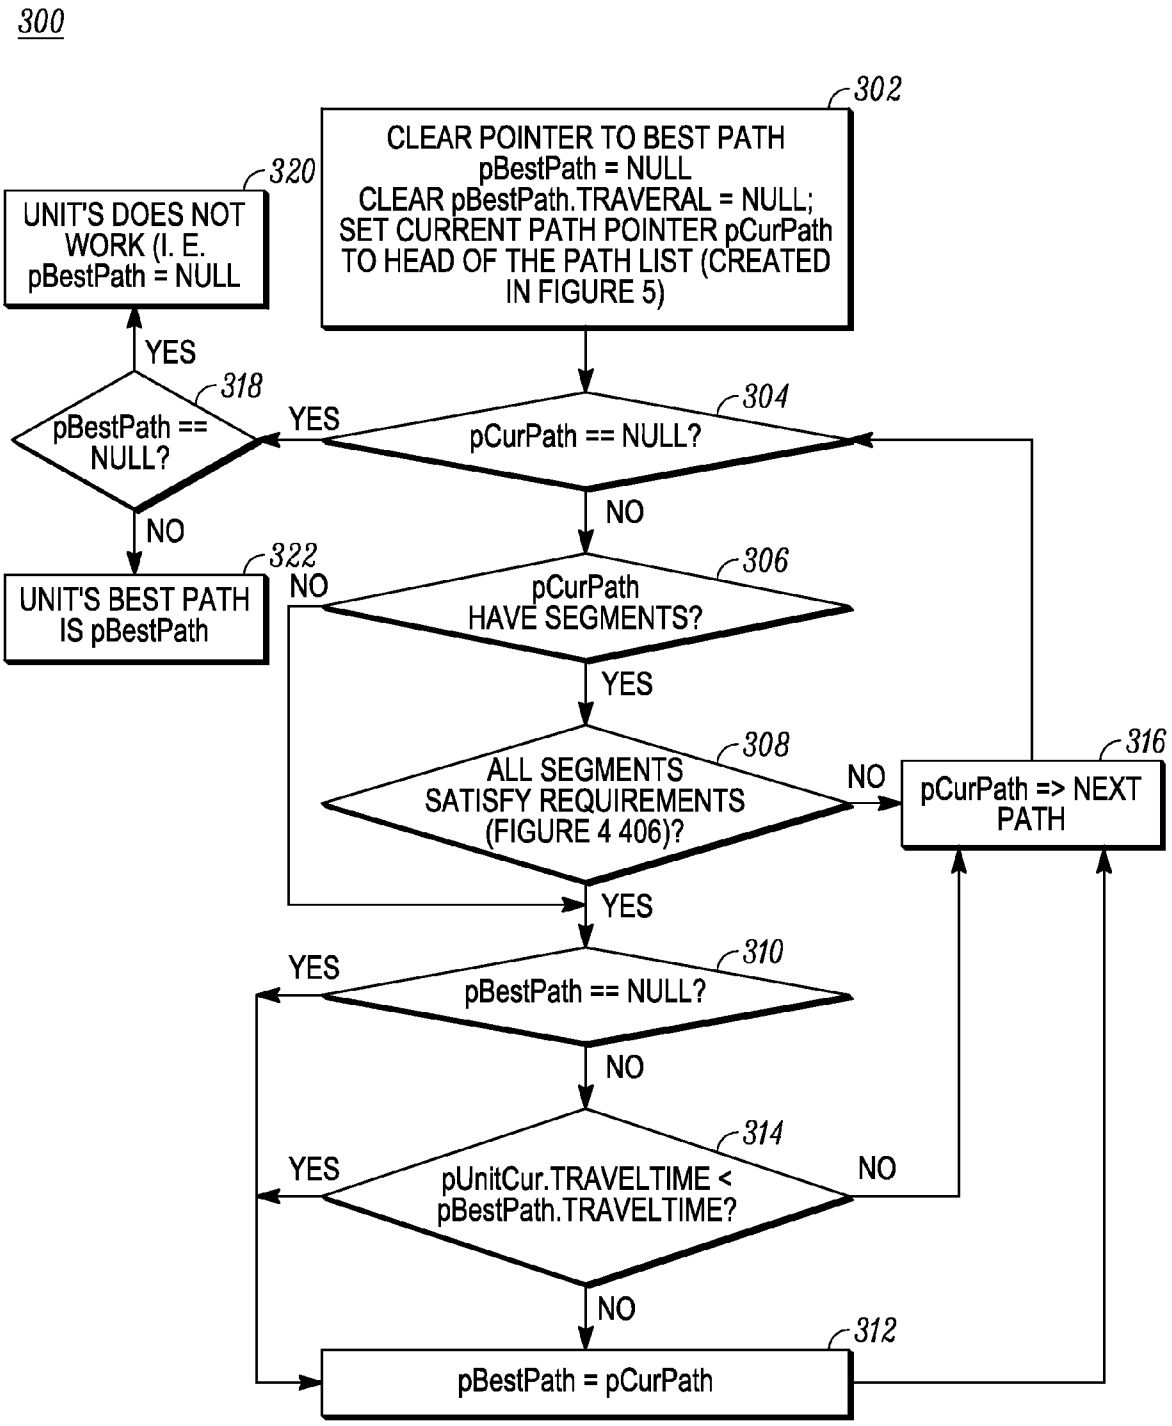 300
302
CLEAR POINTER TO BEST PATH
pBestPath = NULL
CLEAR pBestPath.TRAVERAL = NULL;
SET CURRENT PATH POINTER pCurPath
TO HEAD OF THE PATH LIST (CREATED
IN FIGURE 5)
320
UNIT'S DOES NOT
WORK (I. E.
pBestPath = NULL
YES
318
pBestPath ==
NULL?
NO
322
UNIT'S BEST PATH
IS pBestPath
304
YES
pCurPath == NULL?
NO
306
NO
pCurPath
HAVE SEGMENTS?
YES
308
ALL SEGMENTS
SATISFY REQUIREMENTS
(FIGURE 4 406)?
NO
316
pCurPath => NEXT
PATH
YES
310
YES
pBestPath == NULL?
NO
314
YES
pUnitCur.TRAVELTIME <
pBestPath.TRAVELTIME?
NO
NO
312
pBestPath = pCurPath